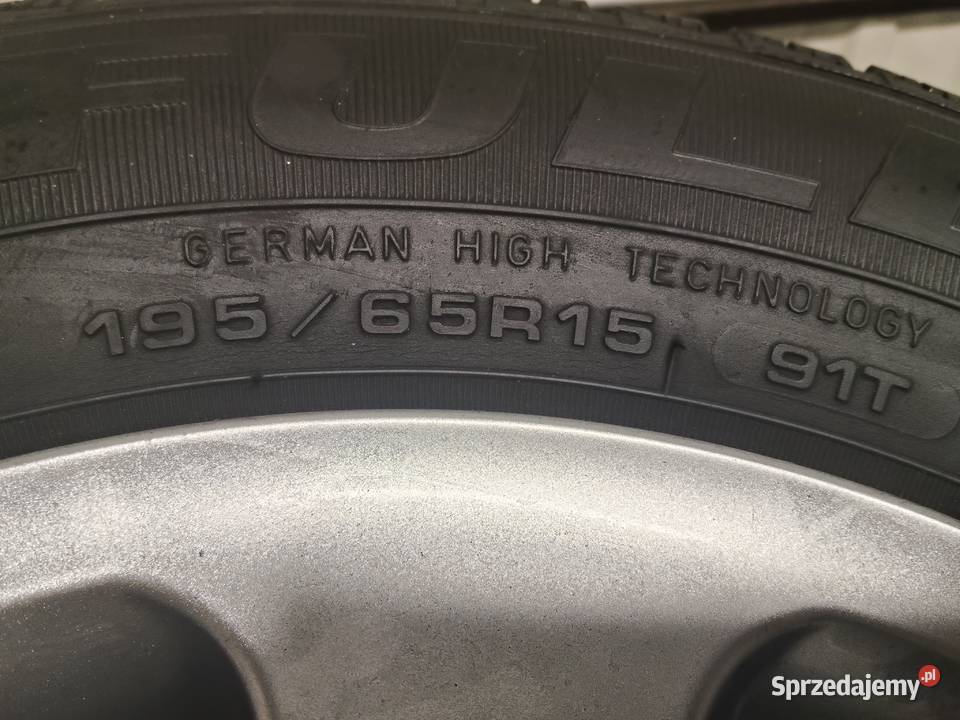 GERMAN HIGH TECHNOLOGY
195/65R15 91T
Sprzedajemy.pl